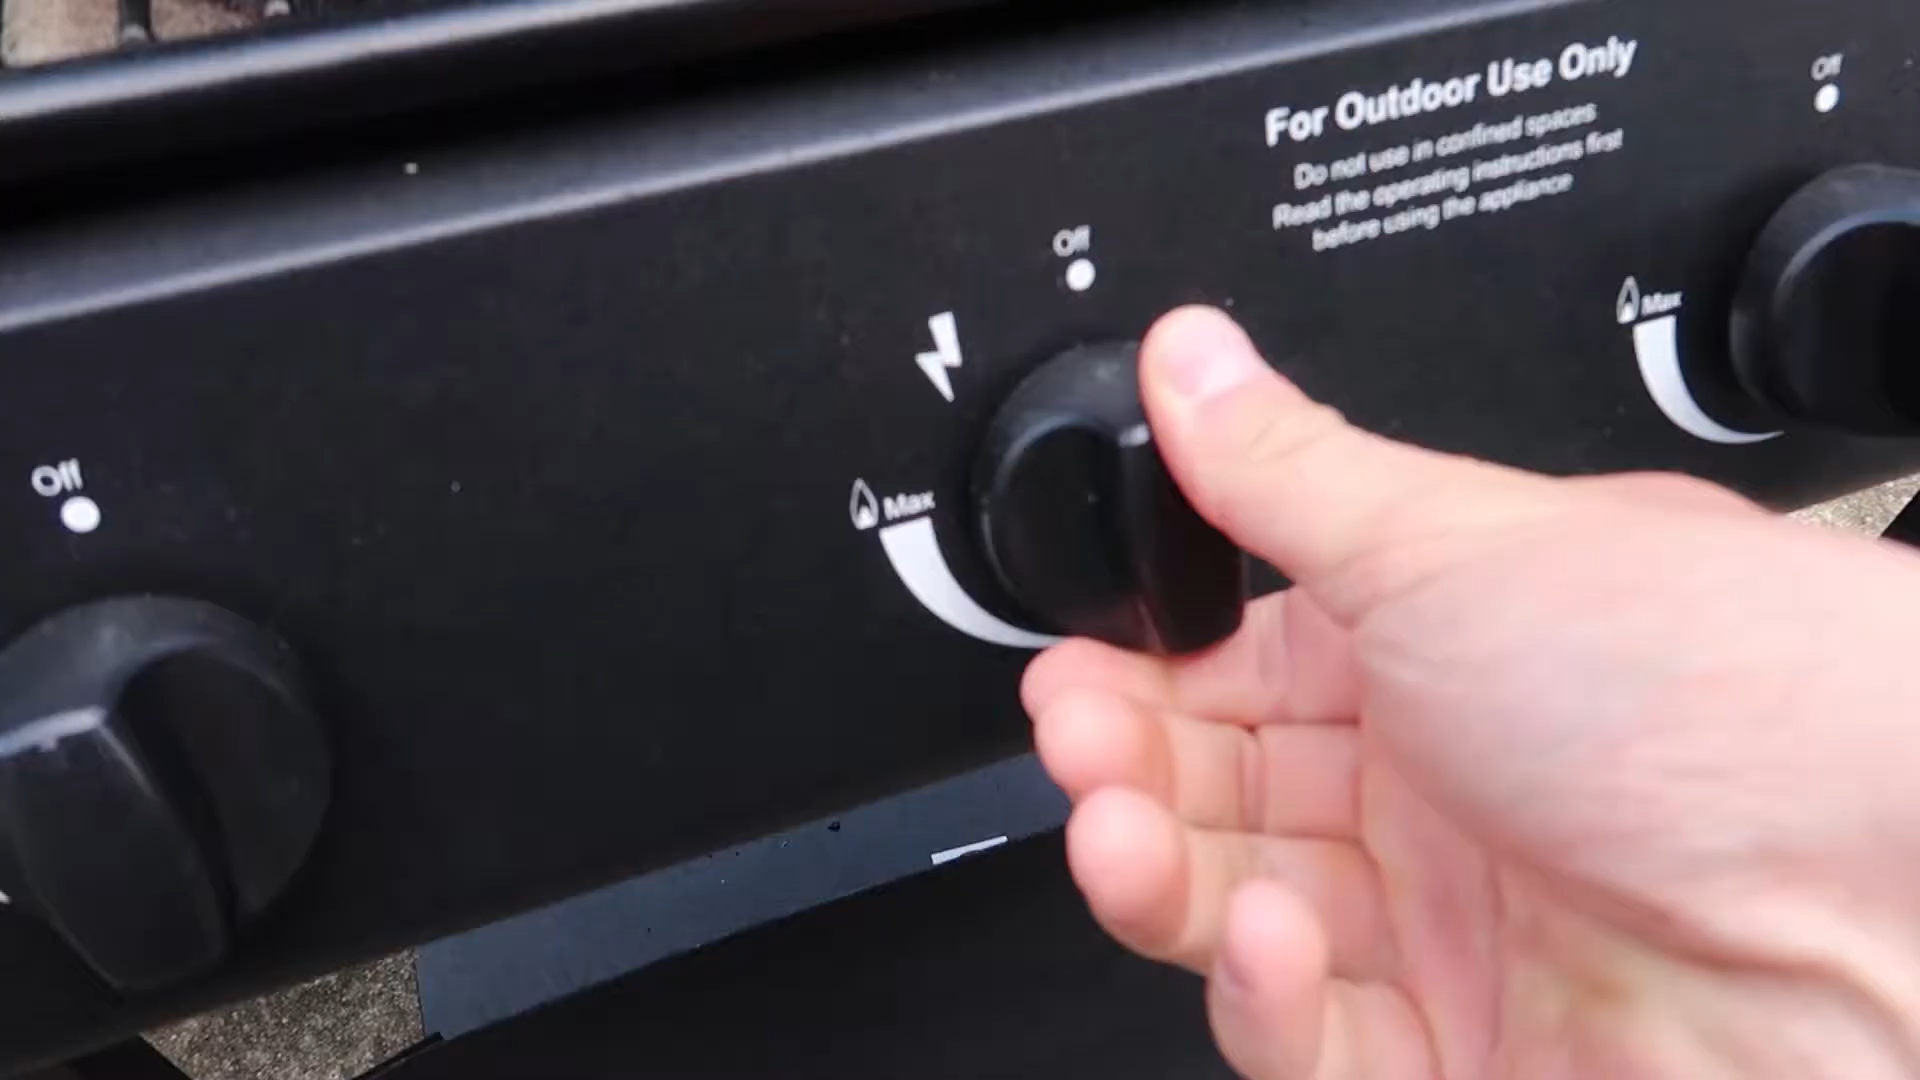 For Outdoor Use Only
Do not use in confined spaces
Read the operating instructions first
before using the appliance
Off
Off
Max
Off
Max